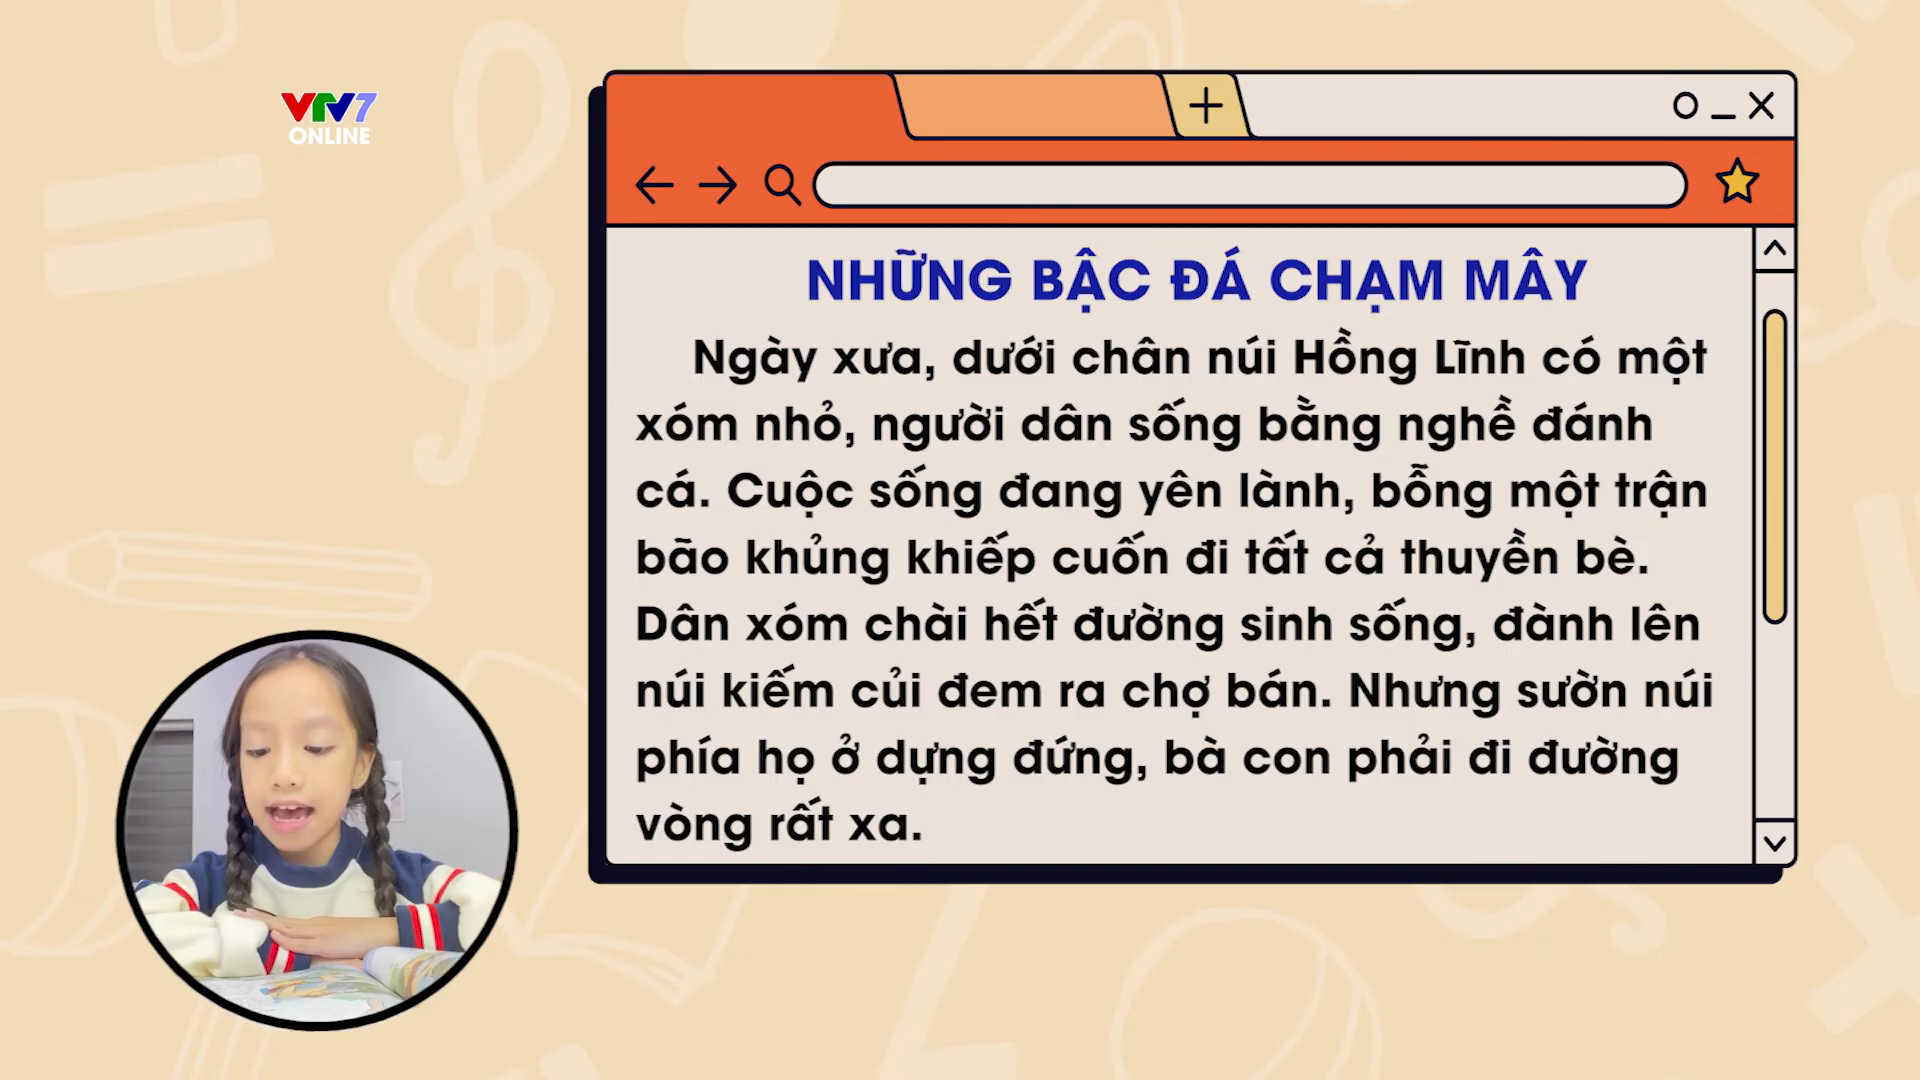 VTV7
ONLINE
NHỮNG BẬC ĐÁ CHẠM MÂY
Ngày xưa, dưới chân núi Hồng Lĩnh có một
xóm nhỏ, người dân sống bằng nghề đánh
cá. Cuộc sống đang yên lành, bỗng một trận
bão khủng khiếp cuốn đi tất cả thuyền bè.
Dân xóm chài hết đường sinh sống, đành lên
núi kiếm củi đem ra chợ bán. Nhưng sườn núi
phía họ ở dựng đứng, bà con phải đi đường
vòng rất xa.